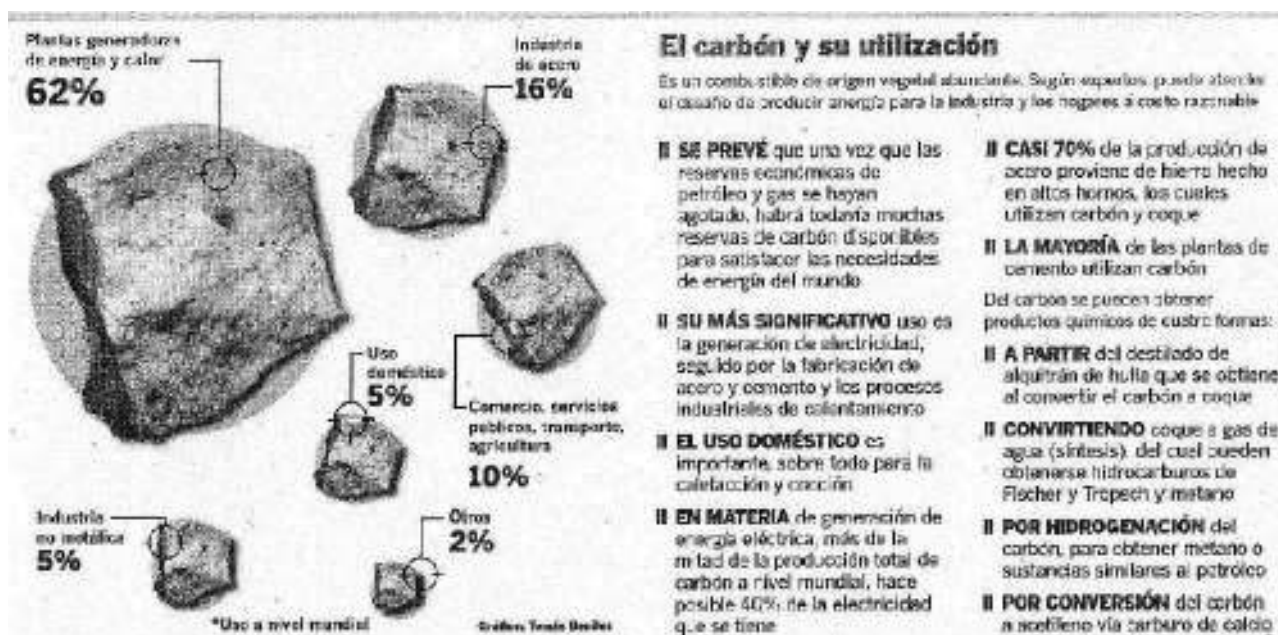 Plantas generadoras
de energía y calor
62%
Industria
de acero
16%
Uso
doméstico
5%
Comercio, servicios
públicos, transporte,
agricultura
10%
Industria
no metálica
5%
Otros
2%
*Uso a nivel mundial
Gráfico: Tomás
El carbón y su utilización
Es un combustible de origen vegetal abundante. Según expertos, puede atender
el desafío de producir energía para la industria y los hogares a costo razonable
SE PREVÉ que una vez que las
reservas económicas de
petróleo y gas se hayan
agotado, habrá todavía muchas
reservas de carbón disponibles
para satisfacer las necesidades
de energía del mundo
SU MÁS SIGNIFICATIVO uso es
la generación de electricidad,
seguido por la fabricación de
acero y cemento y los procesos
industriales de calentamiento
EL USO DOMÉSTICO es
importante, sobre todo para la
calefacción y cocción
EN MATERIA de generación de
energía eléctrica, más de la
mitad de la producción total de
carbón a nivel mundial, hace
posible 40% de la electricidad
que se tiene
CASI 70% de la producción de
acero proviene de hierro hecho
en altos hornos, los cuales
utilizan carbón y coque
LA MAYORÍA de las plantas de
cemento utilizan carbón
Del carbón se pueden obtener
productos químicos de cuatro formas:
A PARTIR del destilado de
alquitrán de hulla que se obtiene
al convertir el carbón a coque
CONVIRTIENDO coque a gas de
agua (síntesis), del cual pueden
obtenerse hidrocarburos de
Fischer y Tropsch y metano
POR HIDROGENACIÓN del
carbón, para obtener metano o
sustancias similares al petróleo
POR CONVERSIÓN del carbón
a acetileno vía carburo de calcio